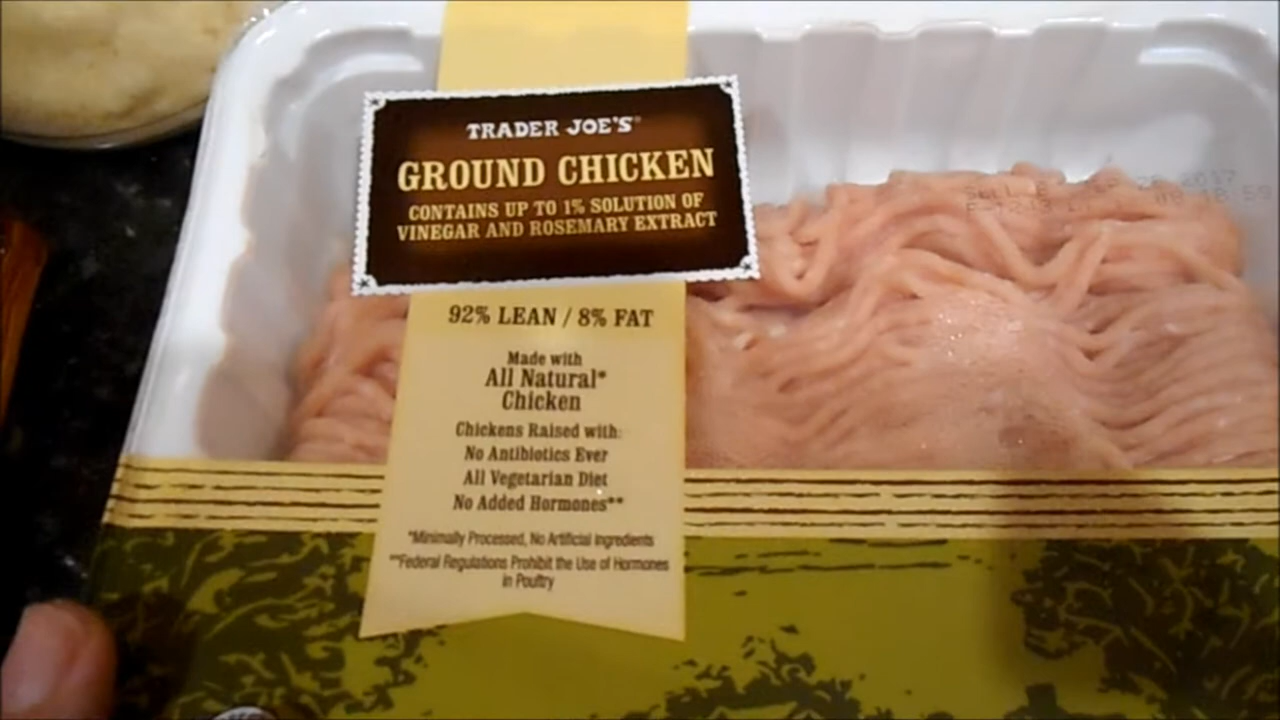 TRADER JOE'S®
GROUND CHICKEN
CONTAINS UP TO 1% SOLUTION OF
VINEGAR AND ROSEMARY EXTRACT
92% LEAN / 8% FAT
Made with
All Natural*
Chicken
Chickens Raised with:
No Antibiotics Ever
All Vegetarian Diet
No Added Hormones**
*Minimally Processed, No Artificial Ingredients
**Federal Regulations Prohibit the Use of Hormones
in Poultry